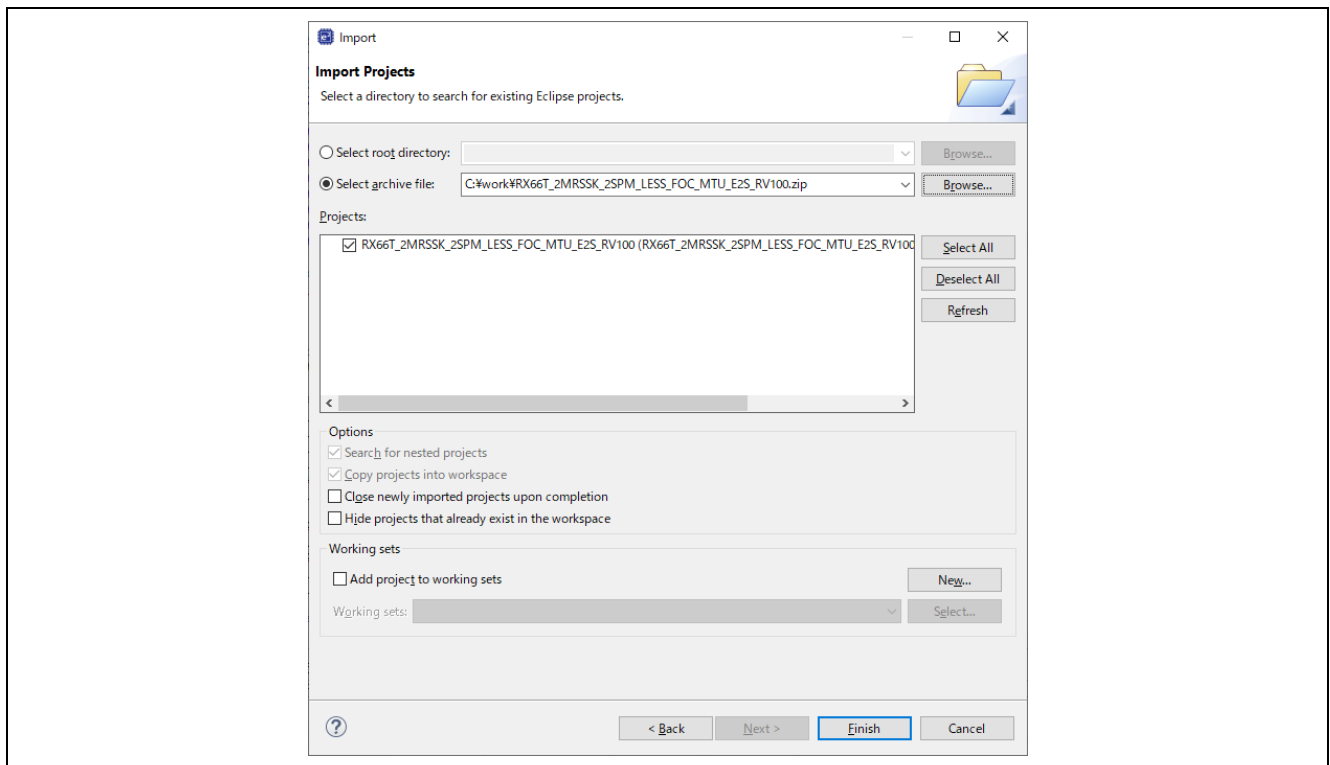 Import
Import Projects
Select a directory to search for existing Eclipse projects.
Select root directory:
Browse...
Select archive file:
C:¥work¥RX66T_2MRSSK_2SPM_LESS_FOC_MTU_E2S_RV100.zip
Browse...
Projects:
RX66T_2MRSSK_2SPM_LESS_FOC_MTU_E2S_RV100 (RX66T_2MRSSK_2SPM_LESS_FOC_MTU_E2S_RV100
Select All
Deselect All
Refresh
Options
Search for nested projects
Copy projects into workspace
Close newly imported projects upon completion
Hide projects that already exist in the workspace
Working sets
Add project to working sets
New...
Working sets:
Select...
?
< Back
Next >
Finish
Cancel